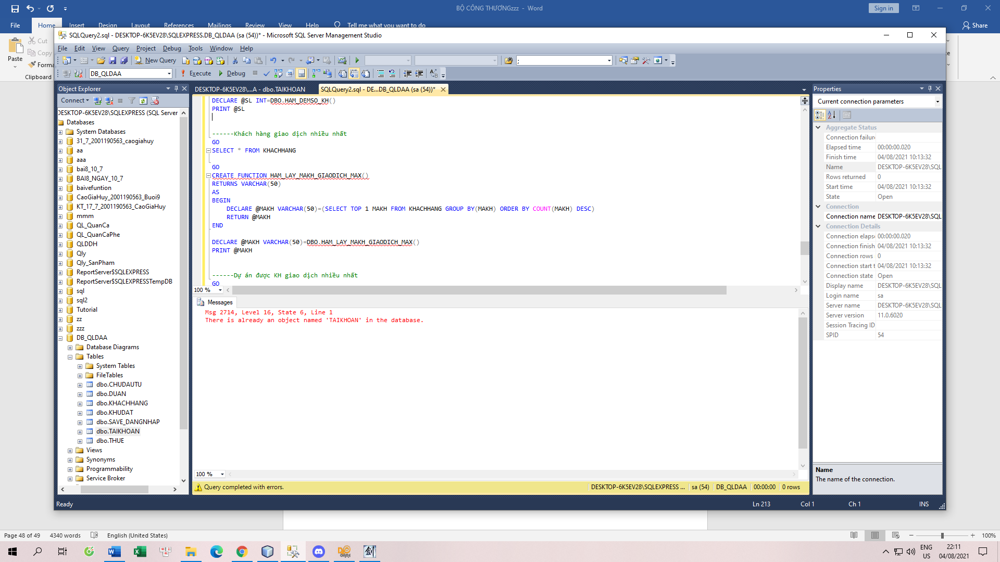 BỘ CÔNG THƯƠNGzzz - Word
Sign in
File Home Insert Design Layout References Mailings Review View Help Tell me what you want to do
Share
Cut
Copy
Paste
Forma
Clipboard
SQLQuery2.sql - DESKTOP-6K5EV28\SQLEXPRESS.DB_QLDAA (sa (54))* - Microsoft SQL Server Management Studio
File Edit View Query Project Debug Tools Window Help
New Query ;
DB_QLDAA Execute Debug
Object Explorer
Connect
DESKTOP-6K5EV28\SQLEXPRESS (SQL Server
Databases
System Databases
31_7_2001190563_caogiahuy
aa
aaa
bai8_10_7
BAI8_NGAY_10_7
baivefuntion
CaoGiaHuy_2001190563_Buoi9
KT_17_7_2001190563_CaoGiaHuy
mmm
QL_QuanCa
QL_QuanCaPhe
QLDDH
Qly
Qly_SanPham
ReportServer$SQLEXPRESS
ReportServer$SQLEXPRESSTempDB
sql
sql2
Tutorial
zz
zzz
DB_QLDAA
Database Diagrams
Tables
System Tables
FileTables
dbo.CHUDAUTU
dbo.DUAN
dbo.KHACHHANG
dbo.KHUDAT
dbo.SAVE_DANGNHAP
dbo.TAIKHOAN
dbo.THUE
Views
Synonyms
Programmability
Service Broker
DESKTOP-6K5EV28\...A - dbo.TAIKHOAN SQLQuery2.sql - DE...DB_QLDAA (sa (54))*
DECLARE @SL INT=DBO.HAM_DEMSO_KH()
PRINT @SL
------Khách hàng giao dịch nhiều nhất
GO
SELECT * FROM KHACHHANG
GO
CREATE FUNCTION HAM_LAY_MAKH_GIAODICH_MAX()
RETURNS VARCHAR(50)
AS
BEGIN
DECLARE @MAKH VARCHAR(50)=(SELECT TOP 1 MAKH FROM KHACHHANG GROUP BY(MAKH) ORDER BY COUNT(MAKH) DESC)
RETURN @MAKH
END
DECLARE @MAKH VARCHAR(50)=DBO.HAM_LAY_MAKH_GIAODICH_MAX()
PRINT @MAKH
------Dự án được KH giao dịch nhiều nhất
GO
100 %
Messages
Msg 2714, Level 16, State 6, Line 1
There is already an object named 'TAIKHOAN' in the database.
100 %
Query completed with errors. DESKTOP-6K5EV28\SQLEXPRESS ... sa (54) DB_QLDAA 00:00:00 0 rows
Properties
Current connection parameters
Aggregate Status
Connection failure
Elapsed time 00:00:00.020
Finish time 04/08/2021 10:13:32
Name DESKTOP-6K5EV28\SQL
Rows returned 0
Start time 04/08/2021 10:13:32
State Open
Connection
Connection name DESKTOP-6K5EV28\SQL
Connection Details
Connection elapse 00:00:00.020
Connection finish 04/08/2021 10:13:32
Connection rows 0
Connection start t 04/08/2021 10:13:32
Connection state Open
Display name DESKTOP-6K5EV28\SQL
Login name sa
Server name DESKTOP-6K5EV28\SQL
Server version 11.0.6020
Session Tracing ID
SPID 54
Name
The name of the connection.
Ready Ln 213 Col 1 Ch 1 INS
Page 48 of 49 4340 words English (United States) 100%
ENG
US
22:11
04/08/2021